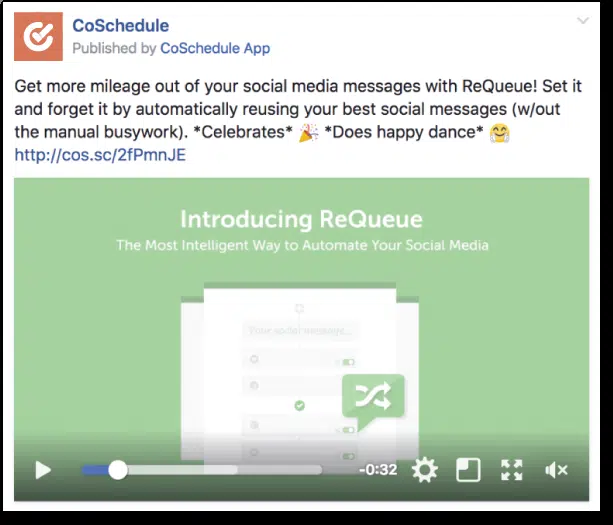 CoSchedule
Published by CoSchedule App
Get more mileage out of your social media messages with ReQueue! Set it
and forget it by automatically reusing your best social messages (w/out
the manual busywork). *Celebrates* 🎉 *Does happy dance* 🤗
http://cos.sc/2fPmnJE
Introducing ReQueue
The Most Intelligent Way to Automate Your Social Media
Your social message...
-0:32